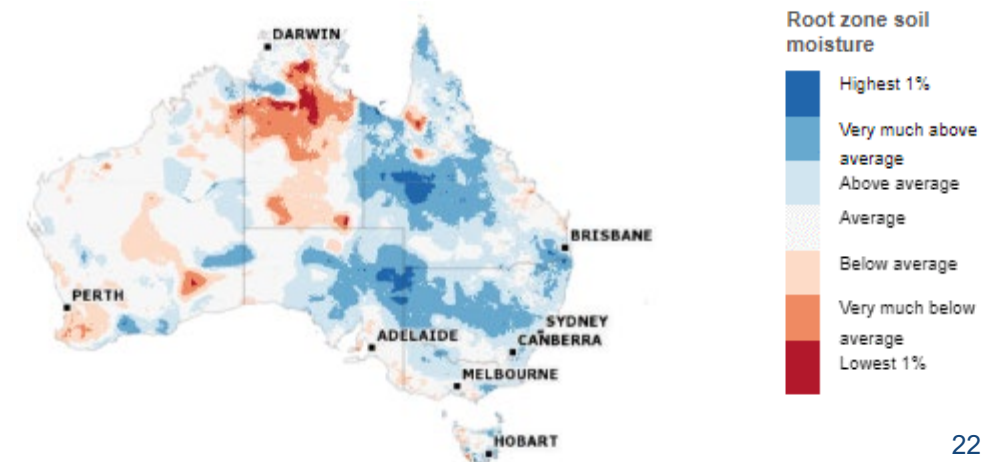 DARWIN
BRISBANE
PERTH
SYDNEY
ADELAIDE
CANBERRA
MELBOURNE
HOBART
Root zone soil
moisture
Highest 1%
Very much above
average
Above average
Average
Below average
Very much below
average
Lowest 1%
22